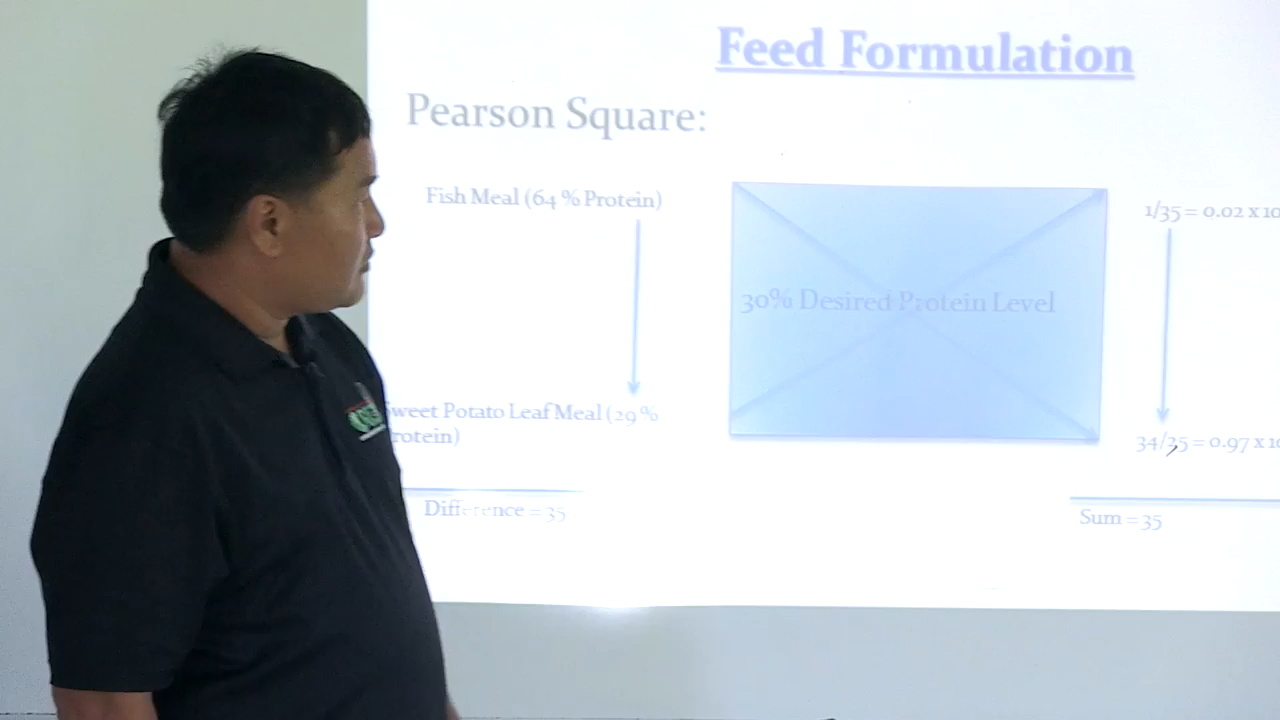 Feed Formulation
Pearson Square:
Fish Meal (64 % Protein)
1/35 = 0.02 x 10
30% Desired Protein Level
Sweet Potato Leaf Meal (29 %
rotein)
34/35 = 0.97 x 10
Difference = 35
Sum = 35